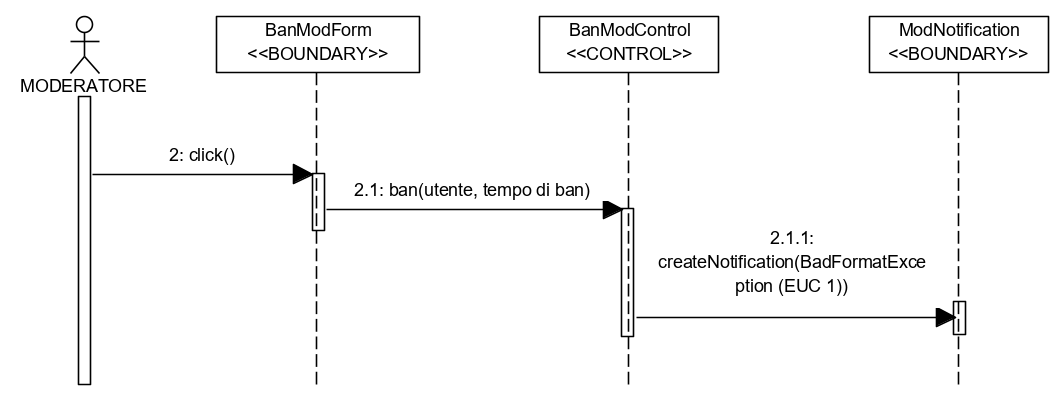 BanModForm
<<BOUNDARY>>
BanModControl
<<CONTROL>>
ModNotification
<<BOUNDARY>>
MODERATORE
2: click()
2.1: ban(utente, tempo di ban)
2.1.1:
createNotification(BadFormatExce
ption (EUC 1))